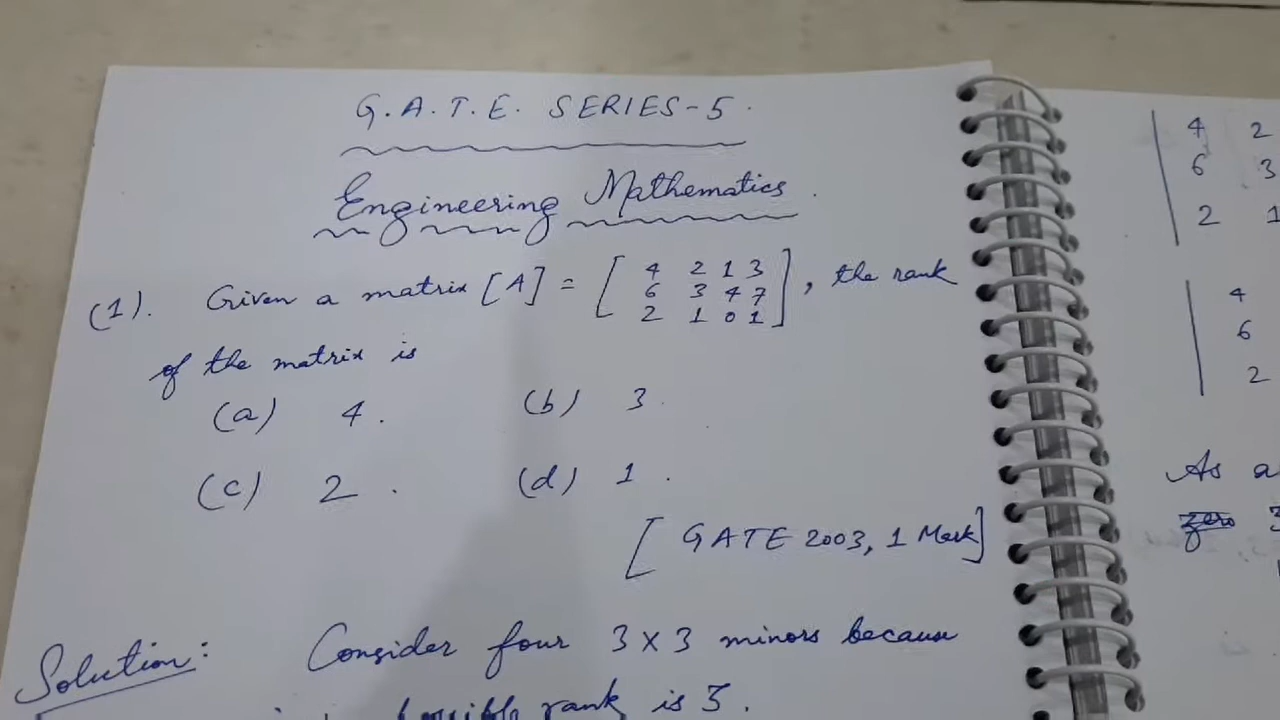 G.A.T.E. SERIES-5.
Engineering Mathematics.
(1). Given a matrix [A] = [ 4 2 1 3
6 3 4 7
2 1 0 1 ], the rank
of the matrix is
(a) 4. (b) 3.
(c) 2. (d) 1.
[GATE 2003, 1 Mark]
Solution: Consider four 3 x 3 minors because
possible rank is 3.
4 2
6 3
2 1
4
6
2
As a
zero 3